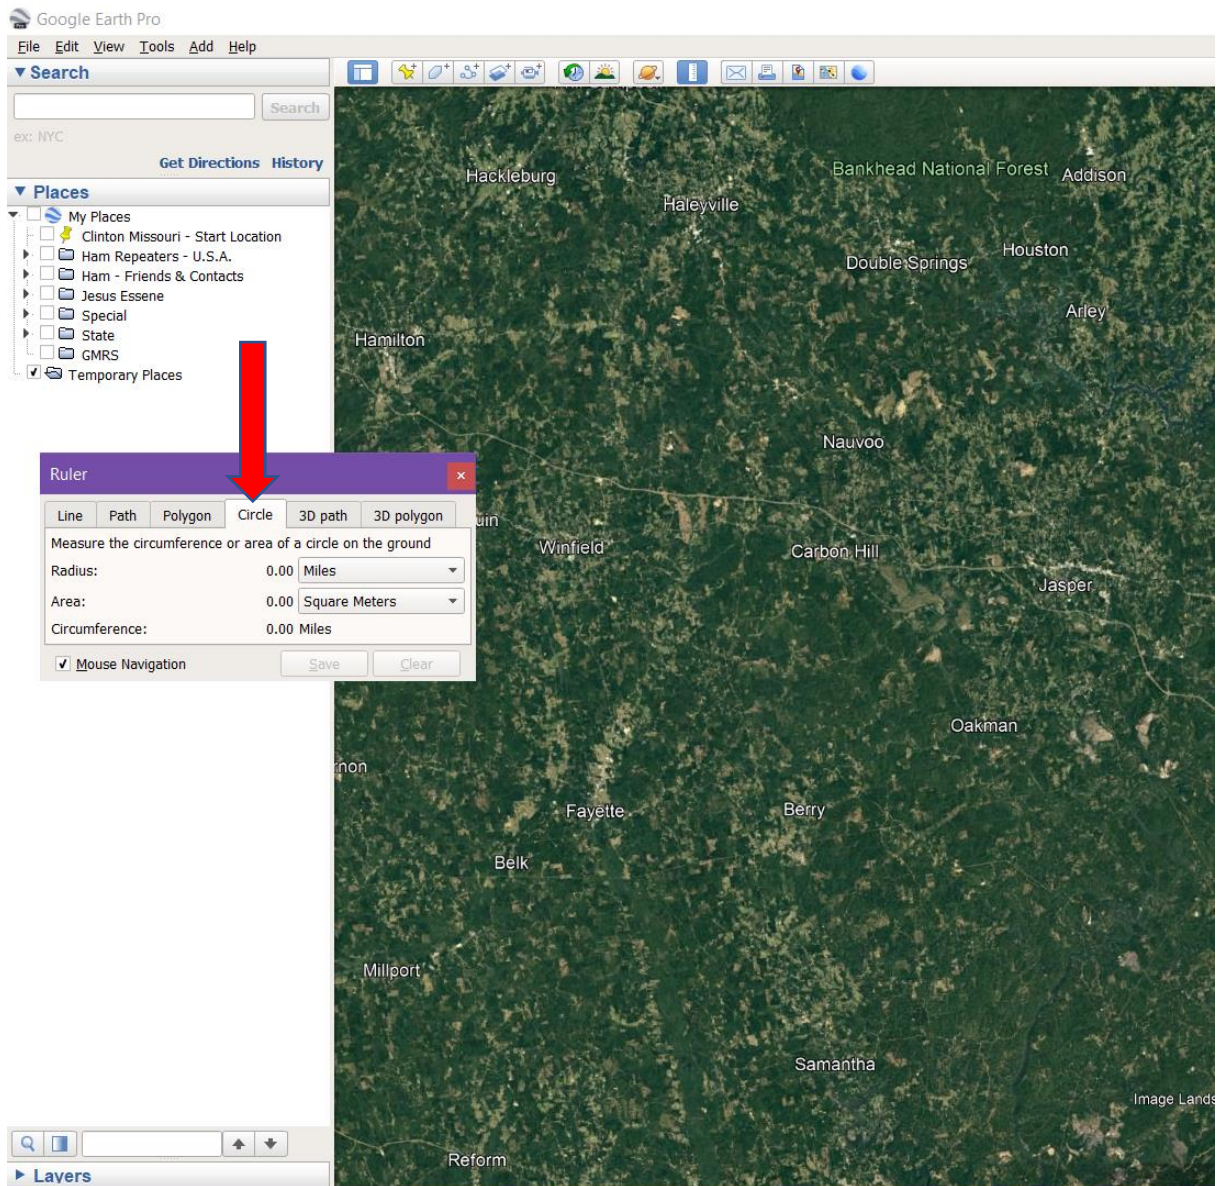 Google Earth Pro
File Edit View Tools Add Help
Search
Search
ex: NYC
Get Directions History
Places
My Places
Clinton Missouri - Start Location
Ham Repeaters - U.S.A.
Ham - Friends & Contacts
Jesus Essene
Special
State
GMRS
Temporary Places
Ruler
Line Path Polygon Circle 3D path 3D polygon
Measure the circumference or area of a circle on the ground
Radius: 0.00 Miles
Area: 0.00 Square Meters
Circumference: 0.00 Miles
Mouse Navigation Save Clear
Layers
Bankhead National Forest
Addison
Hackleburg
Haleyville
Houston
Double Springs
Arley
Hamilton
Nauvoo
uin
Winfield
Carbon Hill
Jasper
Oakman
rnon
Fayette
Berry
Belk
Millport
Samantha
Image Lands
Reform